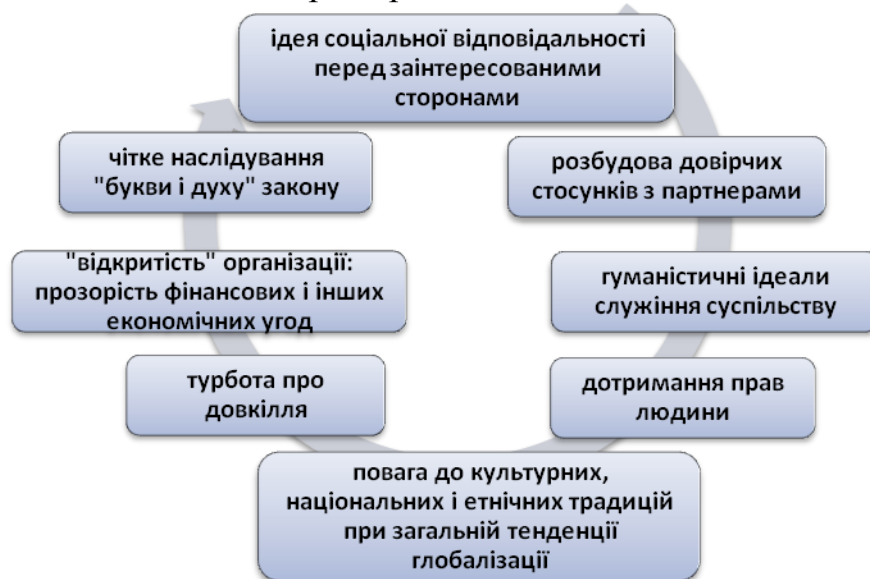 ідея соціальної відповідальності
перед заінтересованими
сторонами
розбудова довірчих
стосунків з партнерами
гуманістичні ідеали
служіння суспільству
дотримання прав
людини
повага до культурних,
національних і етнічних традицій
при загальній тенденції
глобалізації
турбота про
довкілля
"відкритість" організації:
прозорість фінансових і інших
економічних угод
чітке наслідування
"букви і духу" закону